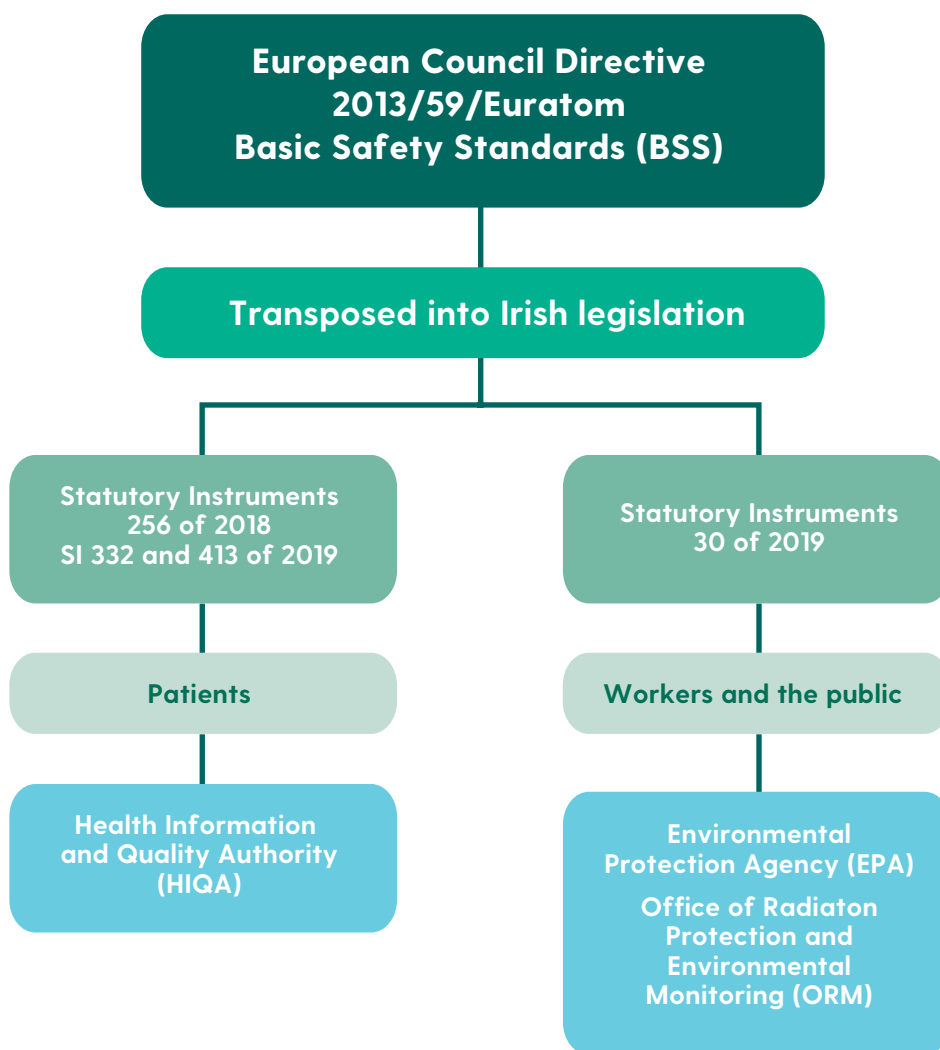 European Council Directive
2013/59/Euratom
Basic Safety Standards (BSS)
Transposed into Irish legislation
Statutory Instruments
256 of 2018
SI 332 and 413 of 2019
Statutory Instruments
30 of 2019
Patients
Workers and the public
Health Information
and Quality Authority
(HIQA)
Environmental
Protection Agency (EPA)
Office of Radiaton
Protection and
Environmental
Monitoring (ORM)